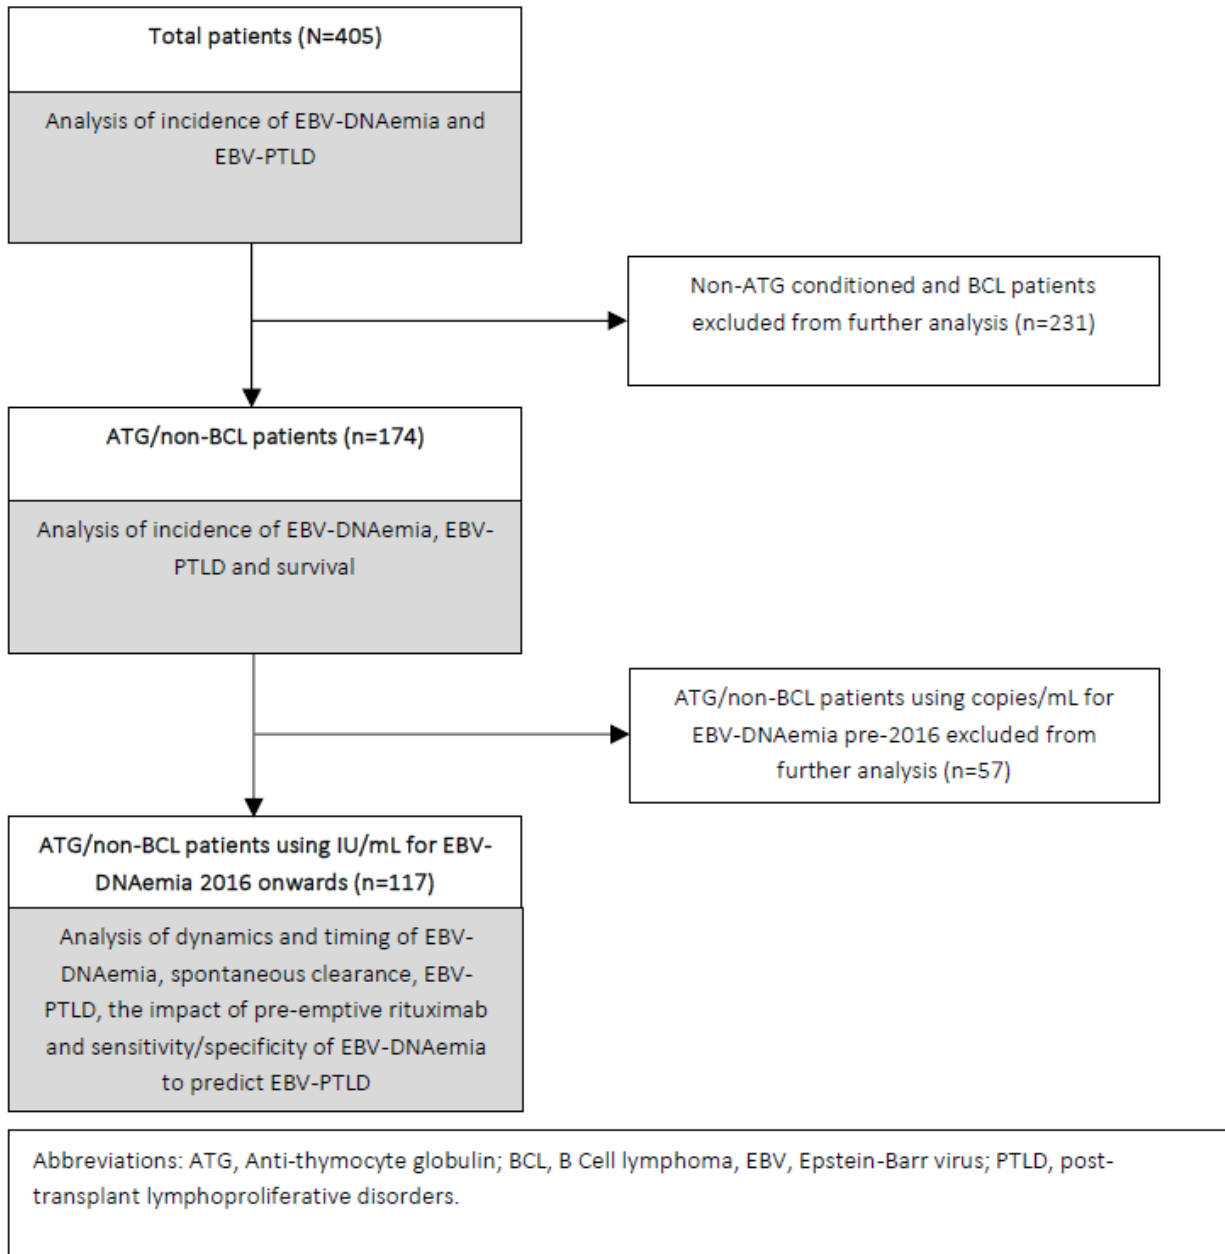 Total patients (N=405)
Analysis of incidence of EBV-DNAemia and
EBV-PTLD
Non-ATG conditioned and BCL patients
excluded from further analysis (n=231)
ATG/non-BCL patients (n=174)
Analysis of incidence of EBV-DNAemia, EBV-
PTLD and survival
ATG/non-BCL patients using copies/mL for
EBV-DNAemia pre-2016 excluded from
further analysis (n=57)
ATG/non-BCL patients using IU/mL for EBV-
DNAemia 2016 onwards (n=117)
Analysis of dynamics and timing of EBV-
DNAemia, spontaneous clearance, EBV-
PTLD, the impact of pre-emptive rituximab
and sensitivity/specificity of EBV-DNAemia
to predict EBV-PTLD
Abbreviations: ATG, Anti-thymocyte globulin; BCL, B Cell lymphoma, EBV, Epstein-Barr virus; PTLD, post-
transplant lymphoproliferative disorders.